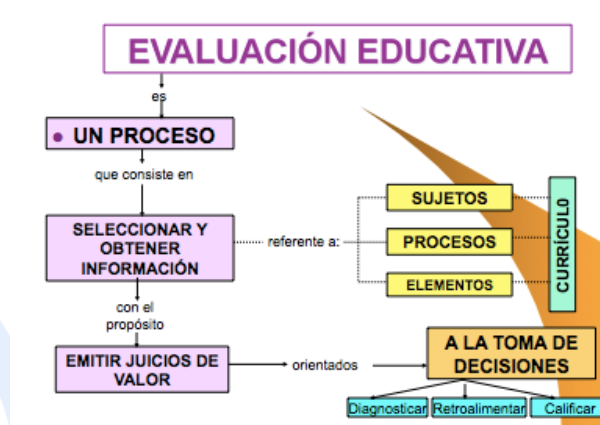 EVALUACIÓN EDUCATIVA
es
• UN PROCESO
que consiste en
SELECCIONAR Y
OBTENER
INFORMACIÓN
referente a:
SUJETOS
PROCESOS
ELEMENTOS
CURRÍCULO
con el
propósito
EMITIR JUICIOS DE
VALOR
orientados
A LA TOMA DE
DECISIONES
Diagnosticar
Retroalimentar
Calificar